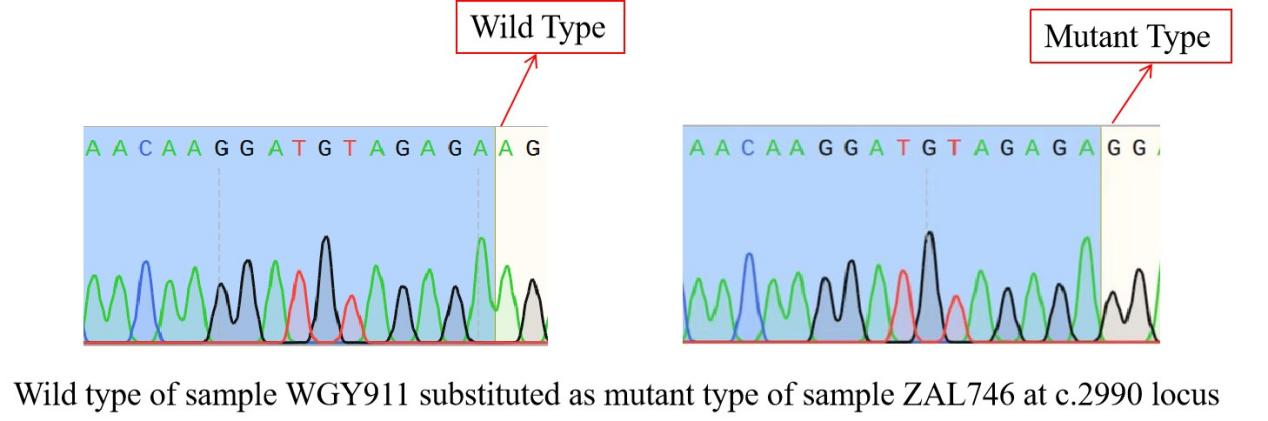 Wild Type
Mutant Type
A A C A A G G A T G T A G A G A A G
A A C A A G G A T G T A G A G A G G
Wild type of sample WGY911 substituted as mutant type of sample ZAL746 at c.2990 locus